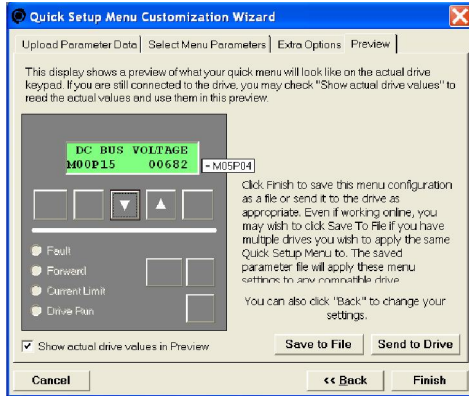 Quick Setup Menu Customization Wizard
Upload Parameter Data Select Menu Parameters Extra Options Preview
This display shows a preview of what your quick menu will look like on the actual drive
keypad. If you are still connected to the drive, you may check "Show actual drive values" to
read the actual values and use them in this preview.
DC BUS VOLTAGE
M00P15 00682
- M05P04
Click Finish to save this menu configuration
as a file or send it to the drive as
appropriate. Even if working online, you
may wish to click Save To File if you have
multiple drives you wish to apply the same
Quick Setup Menu to. The saved
parameter file will apply these menu
settings to any compatible drive
Fault
Forward
Current Limit
Drive Run
You can also click "Back" to change your
settings.
Show actual drive values in Preview
Save to File Send to Drive
Cancel << Back Finish